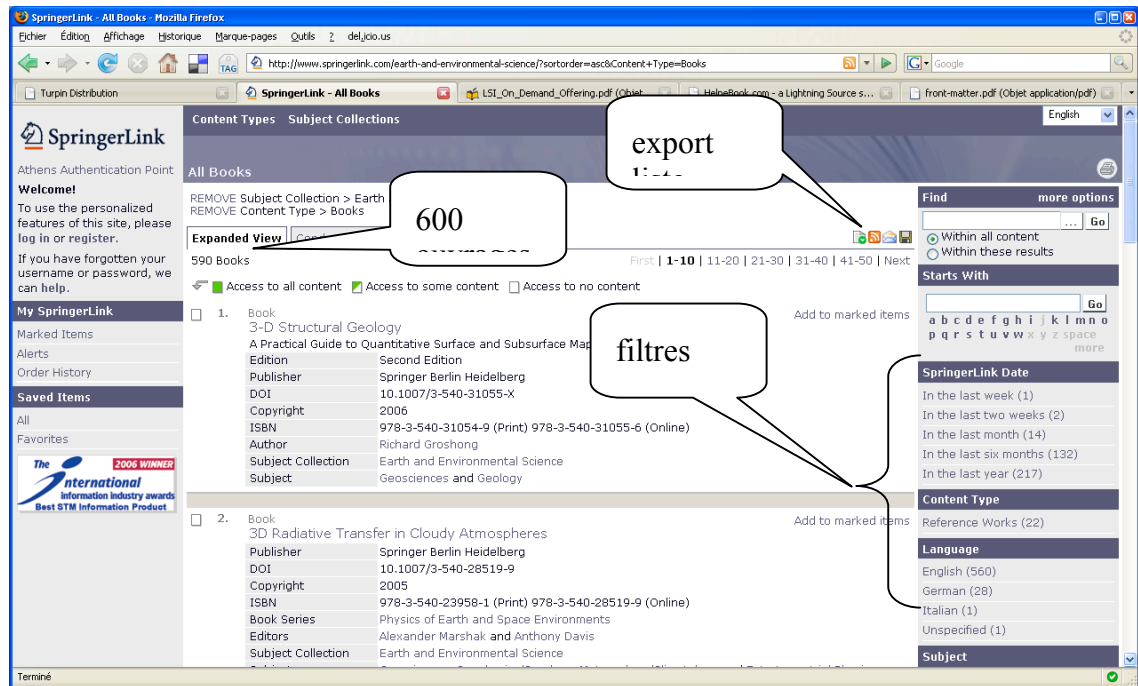 SpringerLink - All Books - Mozilla Firefox
Fichier Édition Affichage Historique Marque-pages Outils ? del.icio.us
TAG http://www.springerlink.com/earth-and-environmental-science/?sortorder=asc&Content+Type=Books G Google
Turpin Distribution SpringerLink - All Books LSI_On_Demand_Offering.pdf (Objet HelpeBook.com - a Lightning Source s... front-matter.pdf (Objet application/pdf)
SpringerLink
Athens Authentication Point
Welcome!
To use the personalized
features of this site, please
log in or register.
If you have forgotten your
username or password, we
can help.
My SpringerLink
Marked Items
Alerts
Order History
Saved Items
All
Favorites
The 2006 WINNER
International
information industry awards
Best STM Information Product
Content Types Subject Collections
English
export
All Books
REMOVE Subject Collection > Earth
REMOVE Content Type > Books
600
ouvrages
Expanded View
590 Books
First | 1-10 | 11-20 | 21-30 | 31-40 | 41-50 | Next
Access to all content Access to some content Access to no content
1. Book
Add to marked items
3-D Structural Geology
A Practical Guide to Quantitative Surface and Subsurface Map
filtres
Edition Second Edition
Publisher Springer Berlin Heidelberg
DOI 10.1007/3-540-31055-X
Copyright 2006
ISBN 978-3-540-31054-9 (Print) 978-3-540-31055-6 (Online)
Author Richard Groshong
Subject Collection Earth and Environmental Science
Subject Geosciences and Geology
2. Book
Add to marked items
3D Radiative Transfer in Cloudy Atmospheres
Publisher Springer Berlin Heidelberg
DOI 10.1007/3-540-28519-9
Copyright 2005
ISBN 978-3-540-23958-1 (Print) 978-3-540-28519-9 (Online)
Book Series Physics of Earth and Space Environments
Editors Alexander Marshak and Anthony Davis
Subject Collection Earth and Environmental Science
Find more options
... Go
Within all content
Within these results
Starts With
Go
a b c d e f g h i j k l m n o
p q r s t u v w x y z space
more
SpringerLink Date
In the last week (1)
In the last two weeks (2)
In the last month (14)
In the last six months (132)
In the last year (217)
Content Type
Reference Works (22)
Language
English (560)
German (28)
Italian (1)
Unspecified (1)
Subject
Terminé